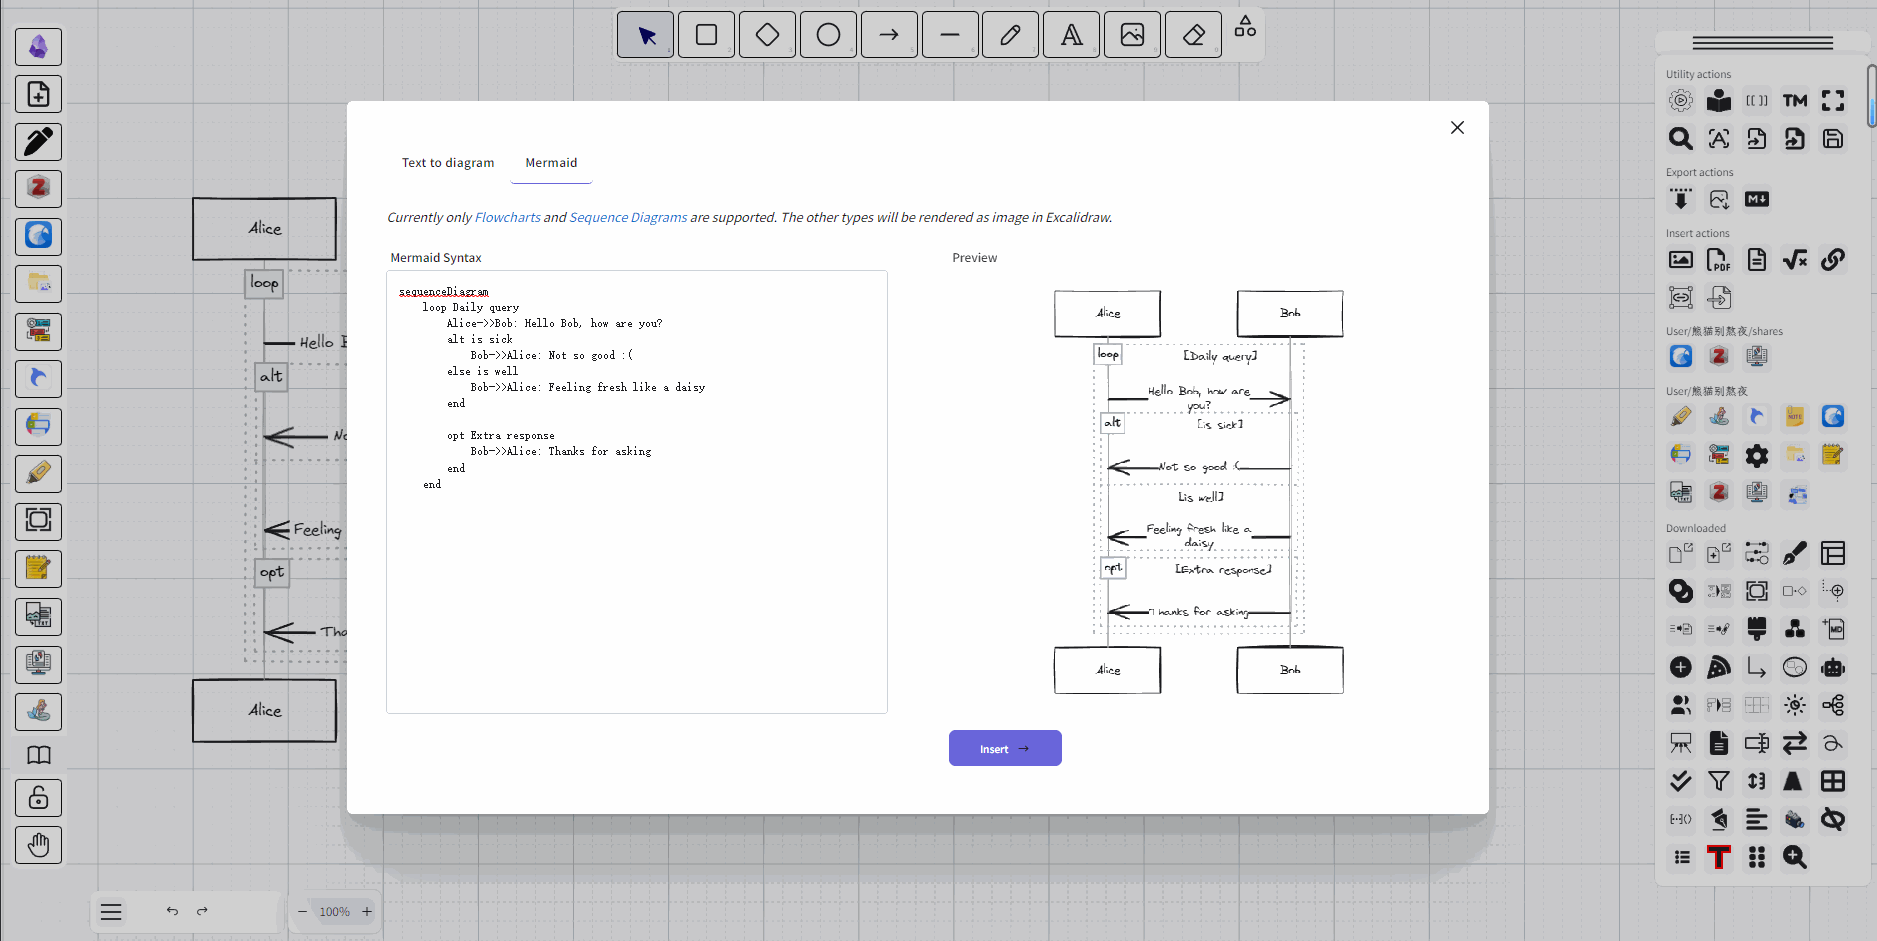 Text to diagram
Mermaid
Currently only Flowcharts and Sequence Diagrams are supported. The other types will be rendered as image in Excalidraw.
Mermaid Syntax
sequenceDiagram
loop Daily query
Alice->>Bob: Hello Bob, how are you?
alt is sick
Bob->>Alice: Not so good :(
else is well
Bob->>Alice: Feeling fresh like a daisy
end
opt Extra response
Bob->>Alice: Thanks for asking
end
end
Preview
Alice
Bob
loop
[Daily query]
Hello Bob, how are
you?
alt
[is sick]
Not so good :(
[is well]
Feeling fresh like a
daisy
opt
[Extra response]
Thanks for asking
Alice
Bob
Insert →
Alice
loop
Hello B
alt
No
Feeling
opt
Tha
Alice
100%
Utility actions
[[ ]]
TM
Export actions
M↓
Insert actions
PDF
User/熊猫别熬夜/shares
User/熊猫别熬夜
NOTE
TXT
Downloaded
MD